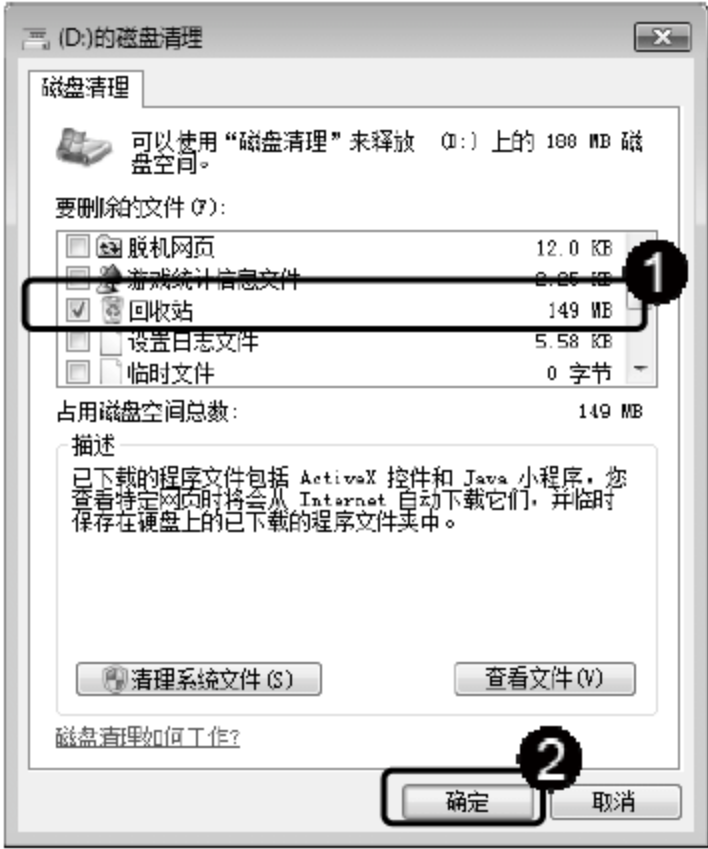 (D:)的磁盘清理
磁盘清理
可以使用“磁盘清理”来释放 (D:) 上的 188 MB 磁
盘空间。
要删除的文件(F):
脱机网页 12.0 KB
游戏统计信息文件 2.25 KB
1
回收站 149 MB
设置日志文件 5.58 KB
临时文件 0 字节
占用磁盘空间总数: 149 MB
描述
已下载的程序文件包括 ActiveX 控件和 Java 小程序，您
查看特定网页时将会从 Internet 自动下载它们，并临时
保存在硬盘上的已下载的程序文件夹中。
清理系统文件(S) 查看文件(V)
磁盘清理如何工作?
2
确定 取消